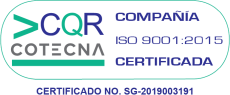 CQR
COTECNA
COMPAÑÍA
ISO 9001:2015
CERTIFICADA
CERTIFICADO NO. SG-2019003191